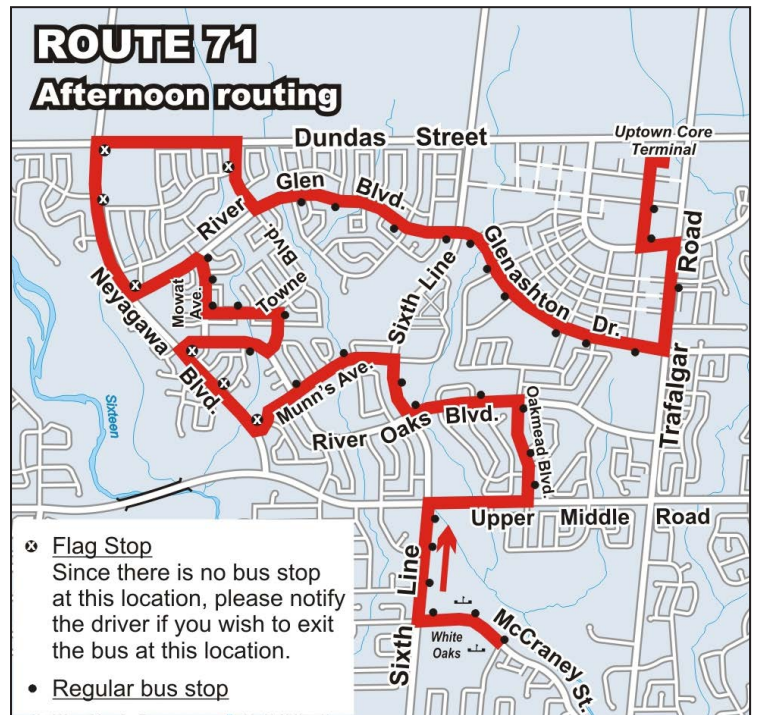 ROUTE 71
Afternoon routing
Dundas Street
Uptown Core
Terminal
River
Glen
Blvd.
Blvd.
Road
Mowat
Ave.
Towne
Sixth Line
Glenashton
Dr.
Neyagawa
Blvd.
Sixteen
Munn's Ave.
River Oaks Blvd.
Oakmead Blvd.
Trafalgar
Upper Middle Road
Sixth Line
White
Oaks
McCraney St.
x Flag Stop
Since there is no bus stop
at this location, please notify
the driver if you wish to exit
the bus at this location.
• Regular bus stop